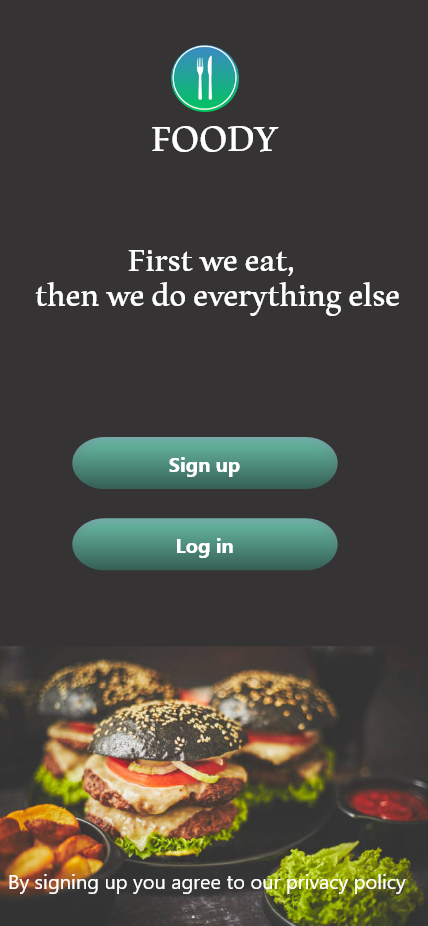 FOODY
First we eat,
then we do everything else
Sign up
Log in
By signing up you agree to our privacy policy